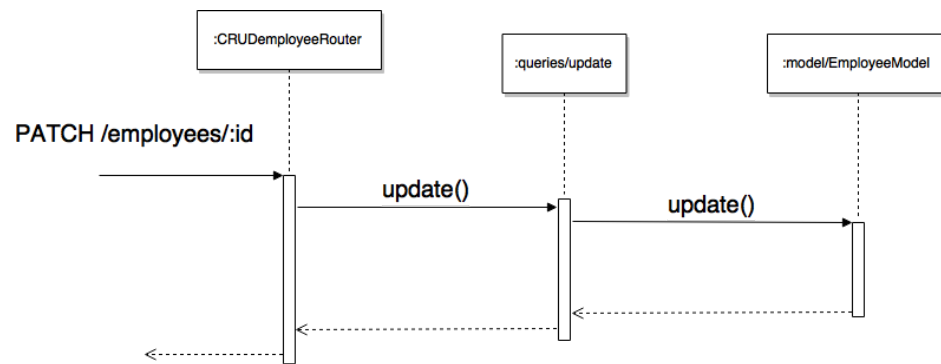 :CRUDemployeeRouter
:queries/update
:model/EmployeeModel
PATCH /employees/:id
update()
update()